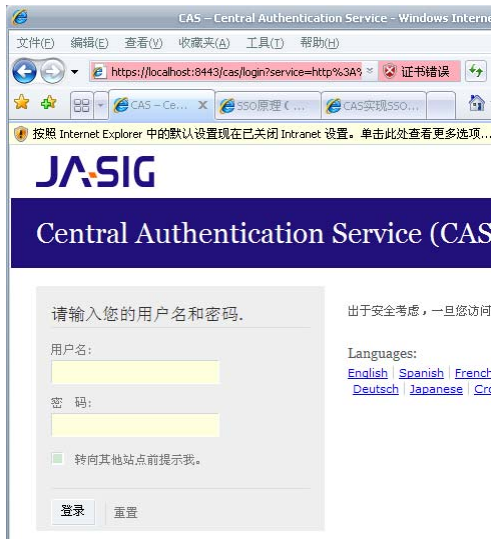 CAS – Central Authentication Service - Windows Interne
文件(F) 编辑(E) 查看(V) 收藏夹(A) 工具(T) 帮助(H)
https://localhost:8443/cas/login?service=http%3A% 证书错误
CAS – Ce... X SSO原理 ( ... CAS实现SSO...
按照 Internet Explorer 中的默认设置现在已关闭 Intranet 设置。单击此处查看更多选项...
JA-SIG
Central Authentication Service (CAS
请输入您的用户名和密码.
出于安全考虑，一旦您访问
用户名:
Languages:
English | Spanish | French
Deutsch | Japanese | Cro
密 码:
转向其他站点前提示我。
登录 重置